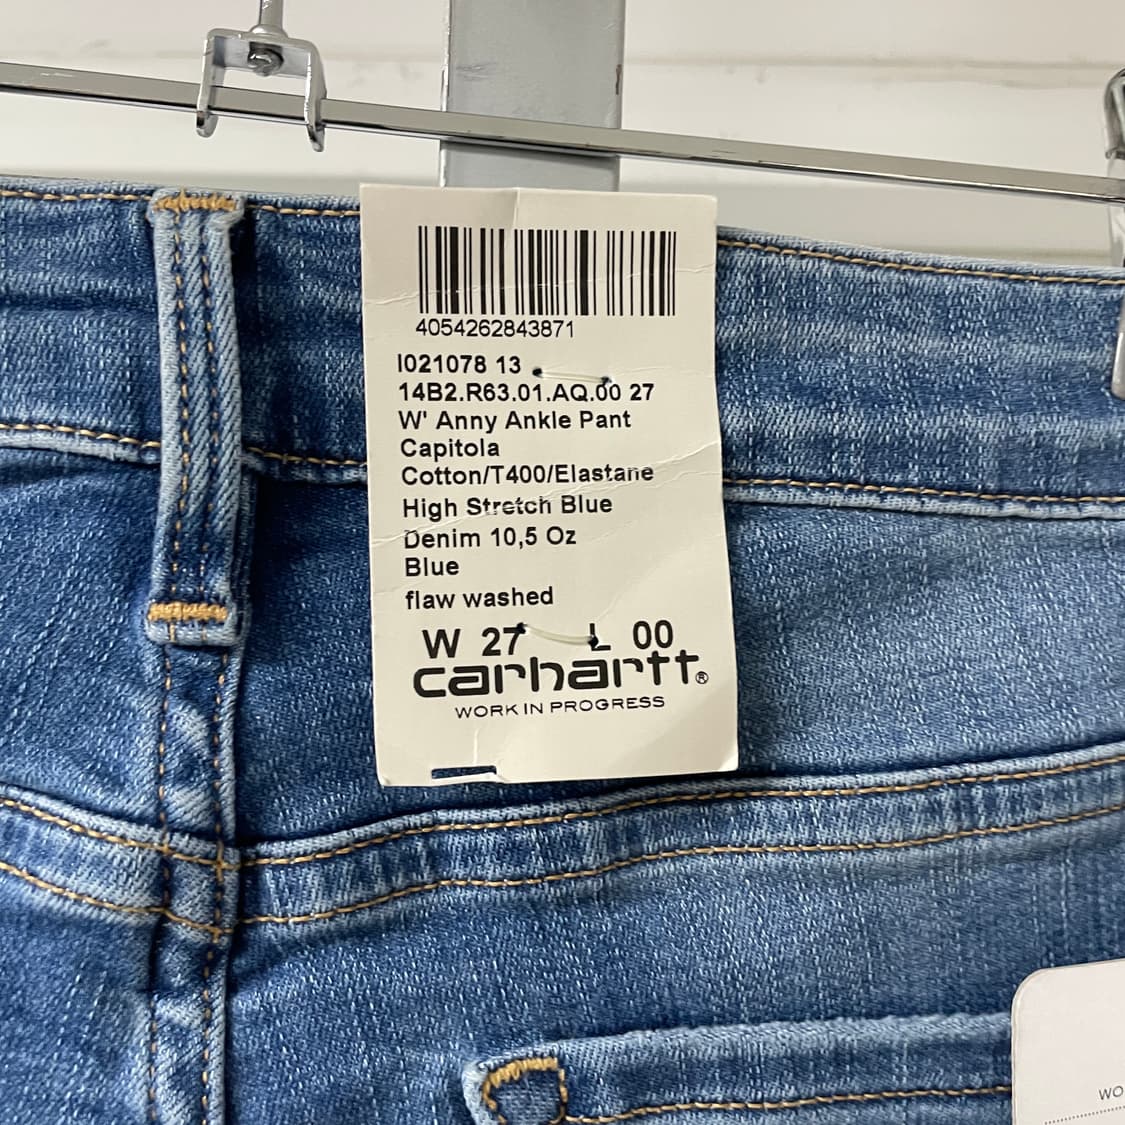 4054262843871
I021078 13
14B2.R63.01.AQ.00 27
W' Anny Ankle Pant
Capitola
Cotton/T400/Elastane
High Stretch Blue
Denim 10,5 Oz
Blue
flaw washed
W 27 L 00
carhartt®
WORK IN PROGRESS
WO